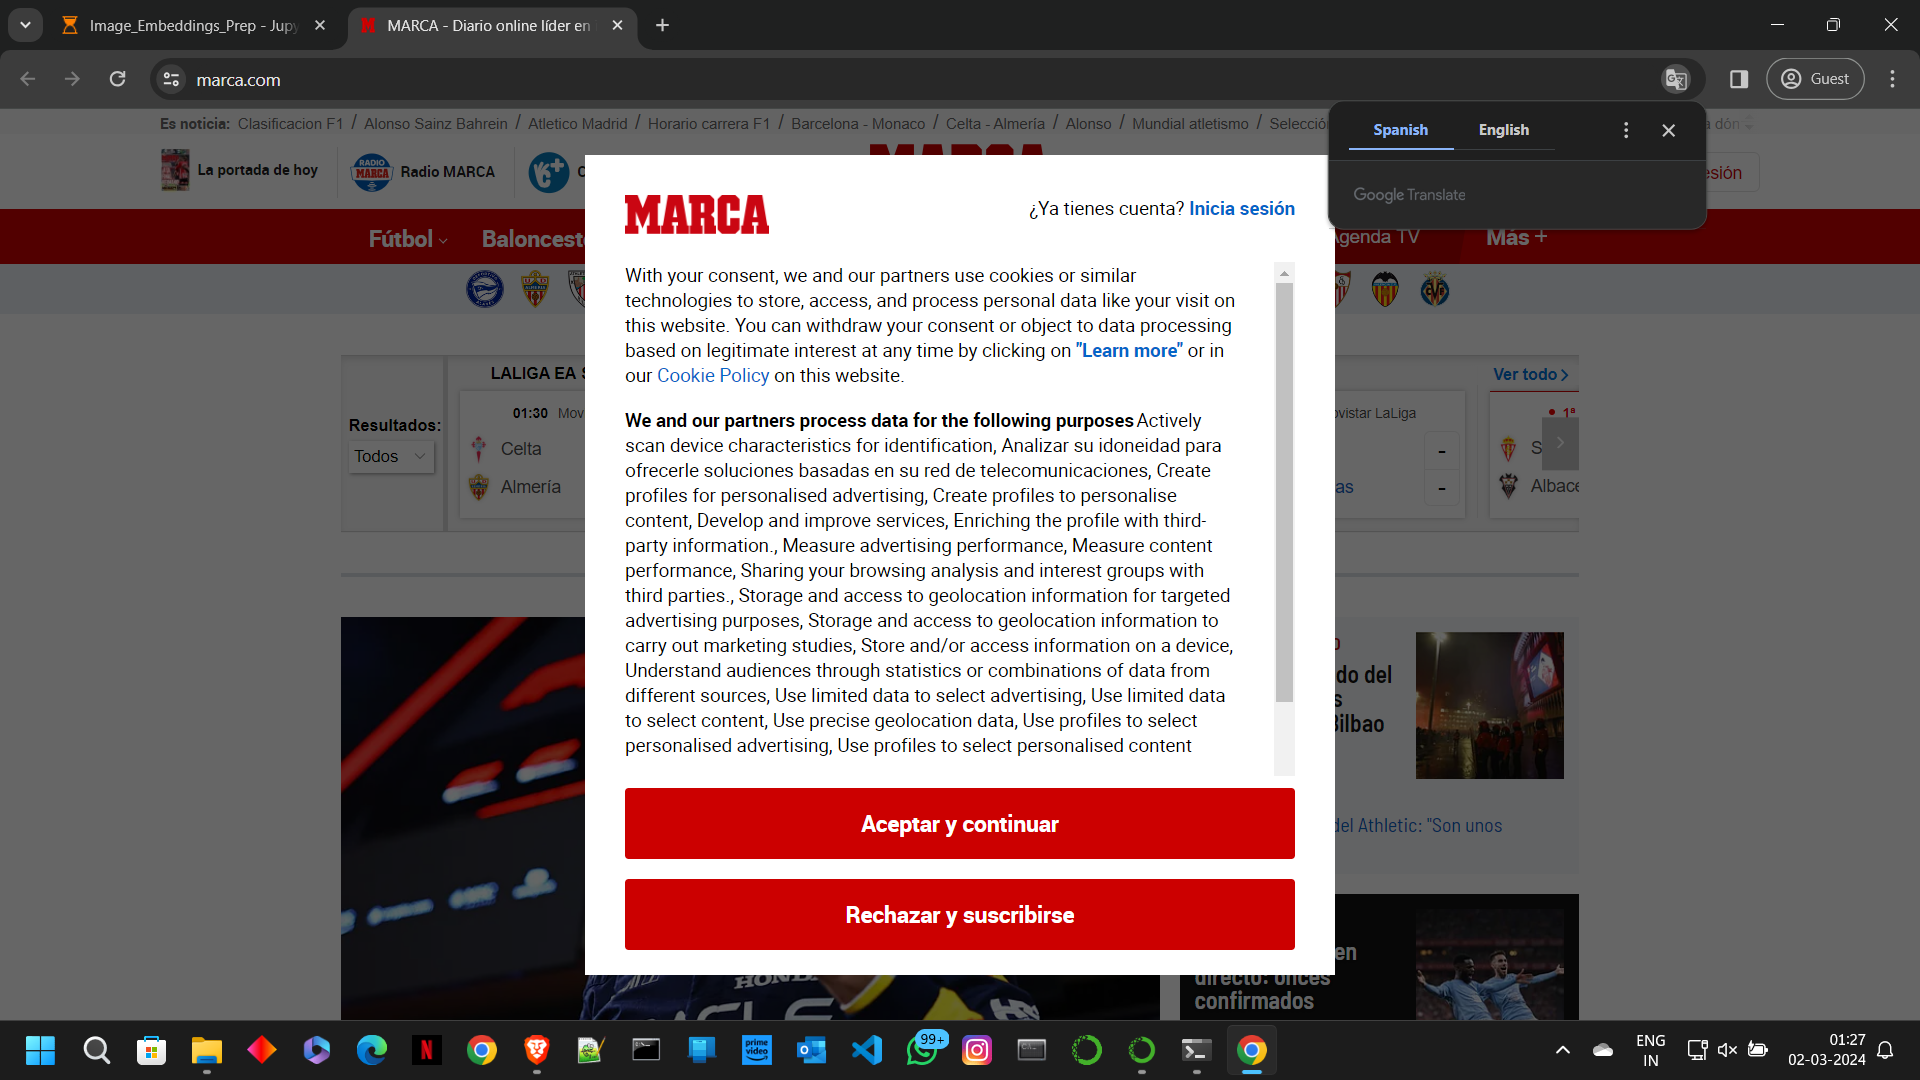 Image_Embeddings_Prep - Jupy
MARCA - Diario online líder en
marca.com
Guest
Es noticia: Clasificacion F1 / Alonso Sainz Bahrein / Atletico Madrid / Horario carrera F1 / Barcelona - Monaco / Celta - Almería / Alonso / Mundial atletismo / Selección
Spanish
English
Google Translate
La portada de hoy
RADIO MARCA
Radio MARCA
MARCA
¿Ya tienes cuenta? Inicia sesión
Fútbol
Baloncesto
Agenda TV
Más +
With your consent, we and our partners use cookies or similar
technologies to store, access, and process personal data like your visit on
this website. You can withdraw your consent or object to data processing
based on legitimate interest at any time by clicking on "Learn more" or in
our Cookie Policy on this website.
We and our partners process data for the following purposes Actively
scan device characteristics for identification, Analizar su idoneidad para
ofrecerle soluciones basadas en su red de telecomunicaciones, Create
profiles for personalised advertising, Create profiles to personalise
content, Develop and improve services, Enriching the profile with third-
party information., Measure advertising performance, Measure content
performance, Sharing your browsing analysis and interest groups with
third parties., Storage and access to geolocation information for targeted
advertising purposes, Storage and access to geolocation information to
carry out marketing studies, Store and/or access information on a device,
Understand audiences through statistics or combinations of data from
different sources, Use limited data to select advertising, Use limited data
to select content, Use precise geolocation data, Use profiles to select
personalised advertising, Use profiles to select personalised content
Aceptar y continuar
Rechazar y suscribirse
LALIGA EA S
Ver todo
Resultados:
Todos
01:30 Mov
Celta
Almería
ovistar LaLiga
-
as -
1ª
S
Albace
do del
s
Bilbao
del Athletic: "Son unos
en
directo: onces
confirmados
HONDA
99+
prime video
ENG
IN
01:27
02-03-2024